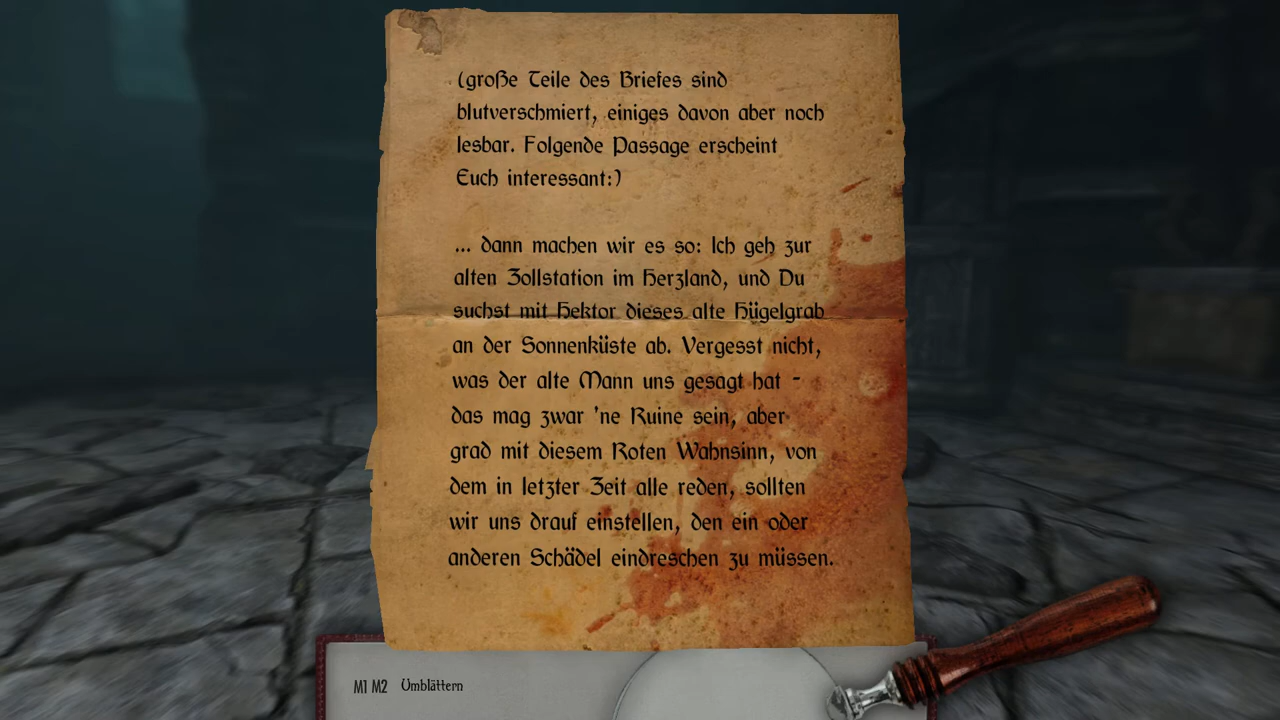 (große Teile des Briefes sind
blutverschmiert, einiges davon aber noch
lesbar. Folgende Passage erscheint
Euch interessant:)
... dann machen wir es so: Ich geh zur
alten Zollstation im Herzland, und Du
suchst mit Hektor dieses alte Hügelgrab
an der Sonnenküste ab. Vergesst nicht,
was der alte Mann uns gesagt hat -
das mag zwar 'ne Ruine sein, aber
grad mit diesem Roten Wahnsinn, von
dem in letzter Zeit alle reden, sollten
wir uns drauf einstellen, den ein oder
anderen Schädel eindreschen zu müssen.
M1 M2 Umblättern